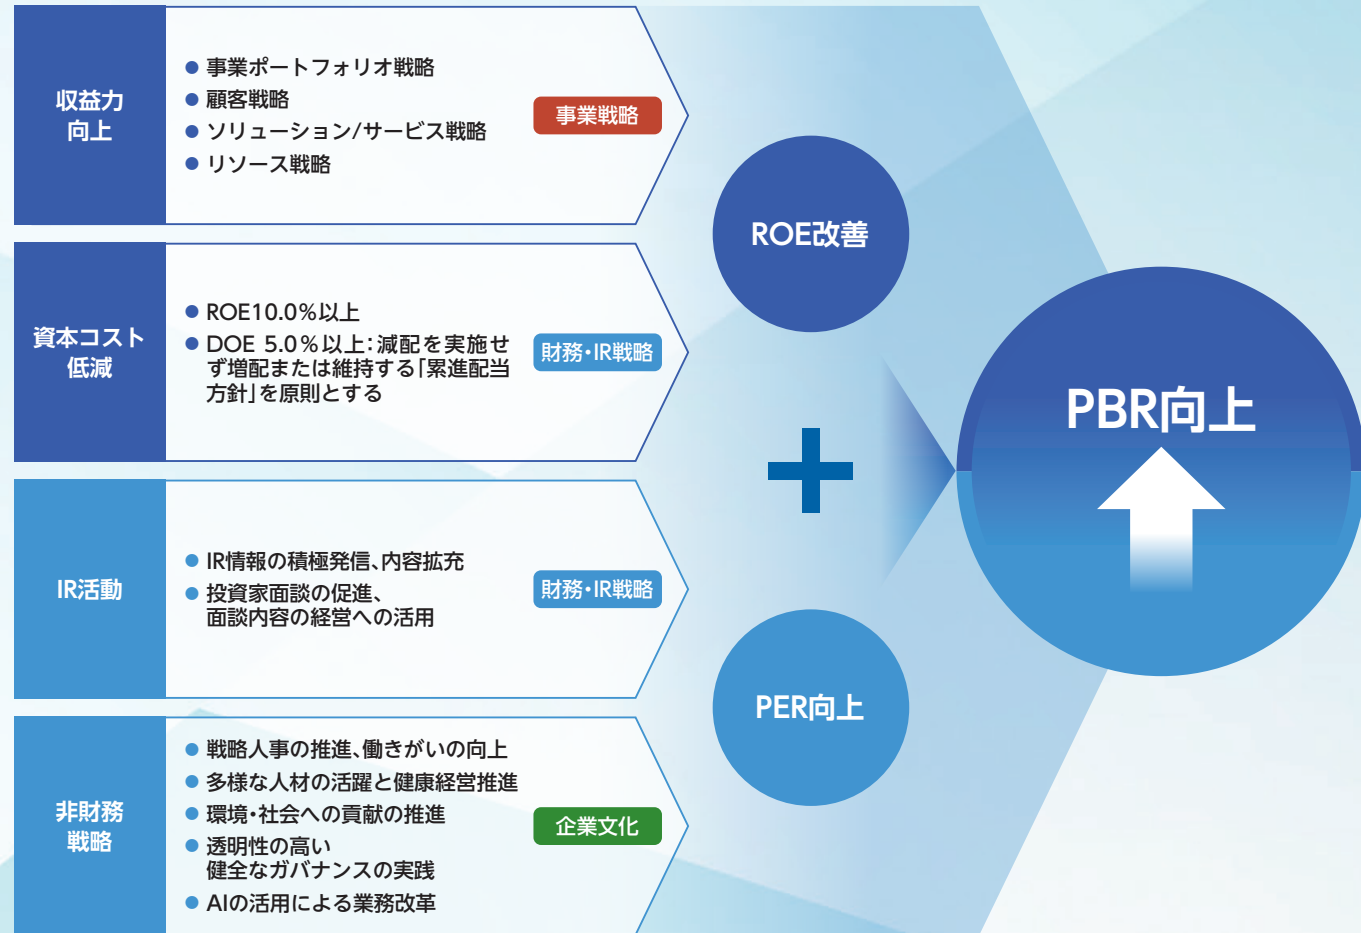 収益力
向上
● 事業ポートフォリオ戦略
● 顧客戦略
● ソリューション/サービス戦略
● リソース戦略
事業戦略
資本コスト
低減
● ROE10.0%以上
● DOE 5.0%以上:減配を実施せ
ず増配または維持する「累進配当
方針」を原則とする
財務・IR戦略
IR活動
● IR情報の積極発信、内容拡充
● 投資家面談の促進、
面談内容の経営への活用
財務・IR戦略
非財務
戦略
● 戦略人事の推進、働きがいの向上
● 多様な人材の活躍と健康経営推進
● 環境・社会への貢献の推進
● 透明性の高い
健全なガバナンスの実践
● AIの活用による業務改革
企業文化
ROE改善
+
PER向上
PBR向上